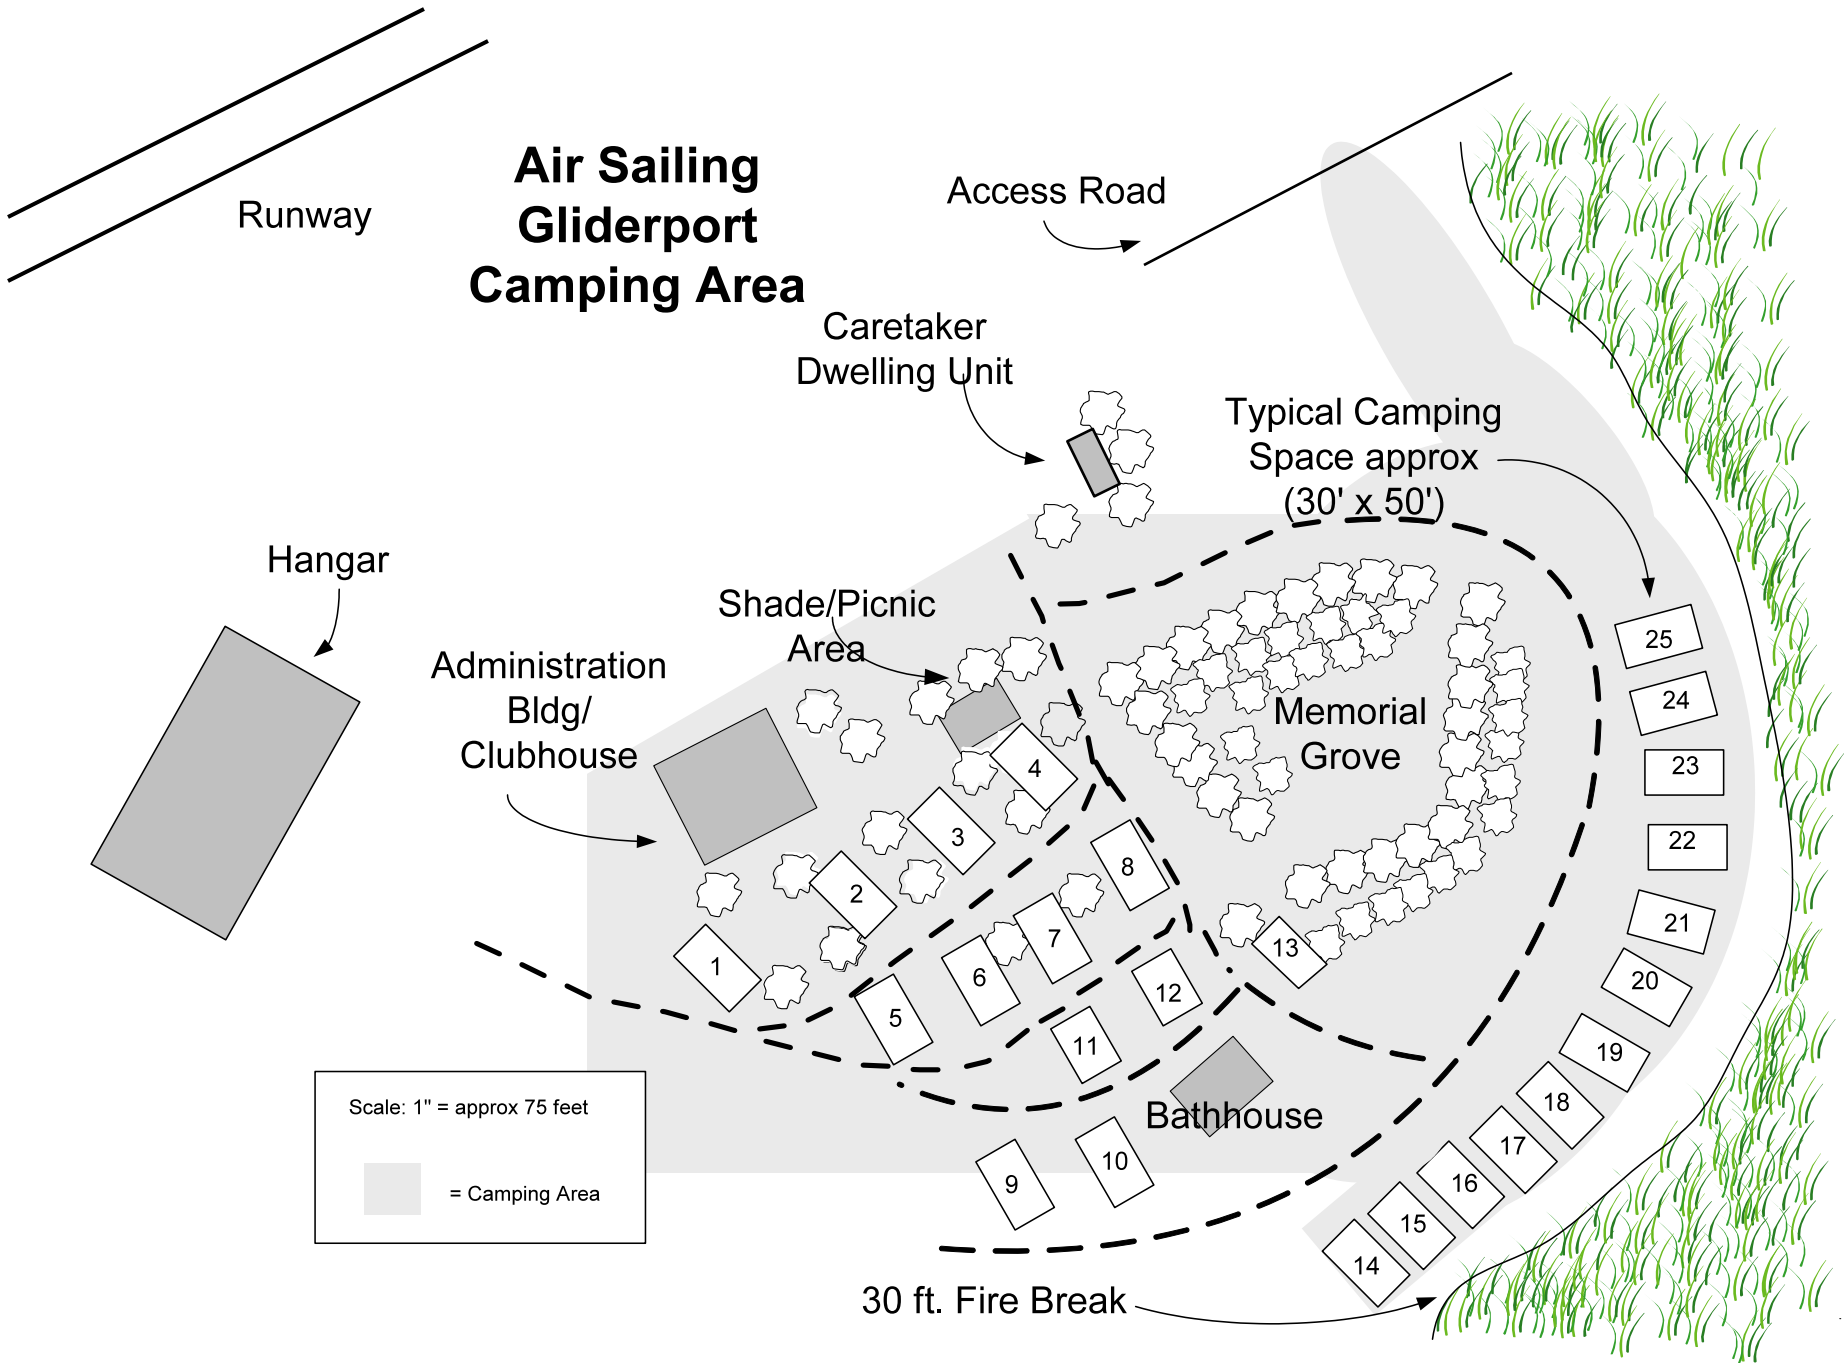 Air Sailing
Gliderport
Camping Area
Runway
Access Road
Caretaker
Dwelling Unit
Typical Camping
Space approx
(30' x 50')
Hangar
Shade/Picnic
Area
Administration
Bldg/
Clubhouse
Memorial
Grove
25
24
23
22
21
20
19
18
17
16
15
14
4
3
2
1
8
7
6
5
13
12
11
Bathhouse
10
9
Scale: 1" = approx 75 feet
= Camping Area
30 ft. Fire Break